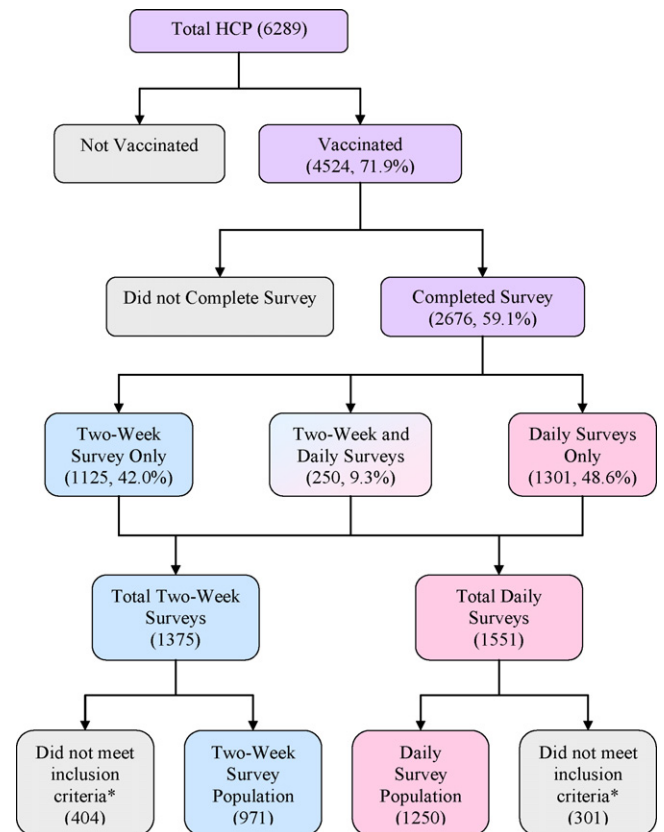 Total HCP (6289)
Not Vaccinated
Vaccinated
(4524, 71.9%)
Did not Complete Survey
Completed Survey
(2676, 59.1%)
Two-Week
Survey Only
(1125, 42.0%)
Two-Week and
Daily Surveys
(250, 9.3%)
Daily Surveys
Only
(1301, 48.6%)
Total Two-Week
Surveys
(1375)
Total Daily
Surveys
(1551)
Did not meet
inclusion
criteria*
(404)
Two-Week
Survey
Population
(971)
Daily
Survey
Population
(1250)
Did not meet
inclusion
criteria*
(301)